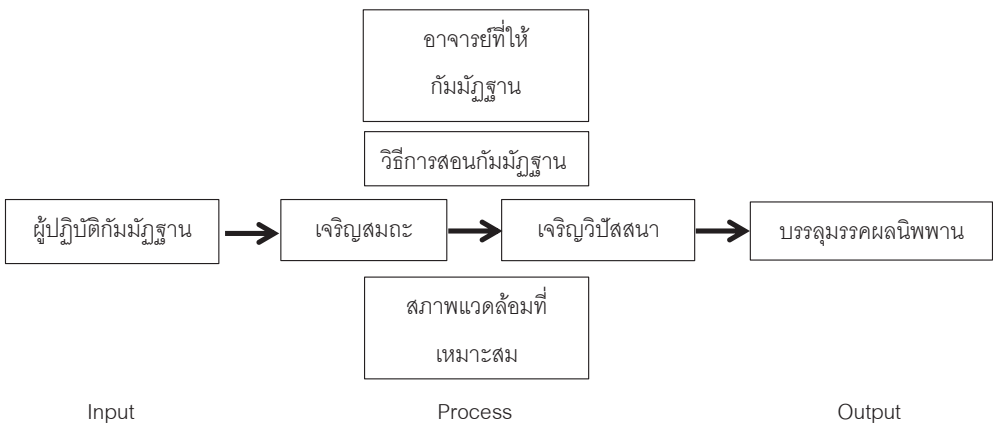 อาจารย์ที่ให้
กัมมัฏฐาน
วิธีการสอนกัมมัฏฐาน
ผู้ปฏิบัติกัมมัฏฐาน
เจริญสมถะ
เจริญวิปัสสนา
บรรลุมรรคผลนิพพาน
สภาพแวดล้อมที่
เหมาะสม
Input
Process
Output